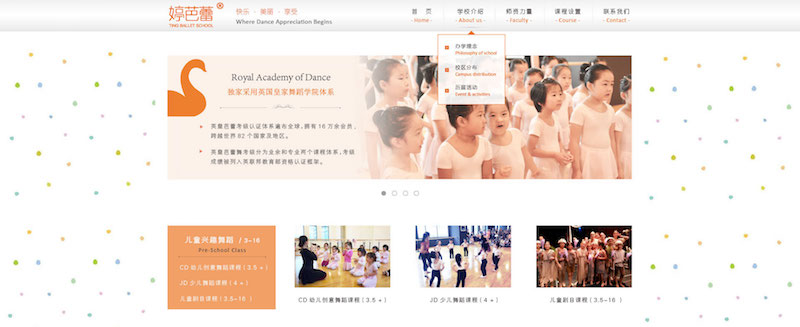 婷芭蕾®
TING BALLET SCHOOL
快乐 · 美丽 · 享受
Where Dance Appreciation Begins
首 页
- Home -
学校介绍
- About us -
师资力量
- Faculty -
课程设置
- Course -
联系我们
- Contact -
办学理念
Philosophy of school
校区分布
Campus distribution
历届活动
Event & activities
Royal Academy of Dance
独家采用英国皇家舞蹈学院体系
英皇芭蕾考级认证体系遍布全球,拥有 16 万余会员,
跨越世界 82 个国家及地区。
英皇芭蕾舞考级分为业余和专业两个课程体系,考级
成绩被列入英联邦教育部资格认证框架。
儿童兴趣舞蹈 / 3-16
Pre-School Class
CD 幼儿创意舞蹈课程 (3.5 +)
JD 少儿舞蹈课程 (4 +)
儿童剧目课程 (3.5-16 )
CD 幼儿创意舞蹈课程 (3.5 +)
JD 少儿舞蹈课程 (4 +)
儿童剧目课程 (3.5-16 )